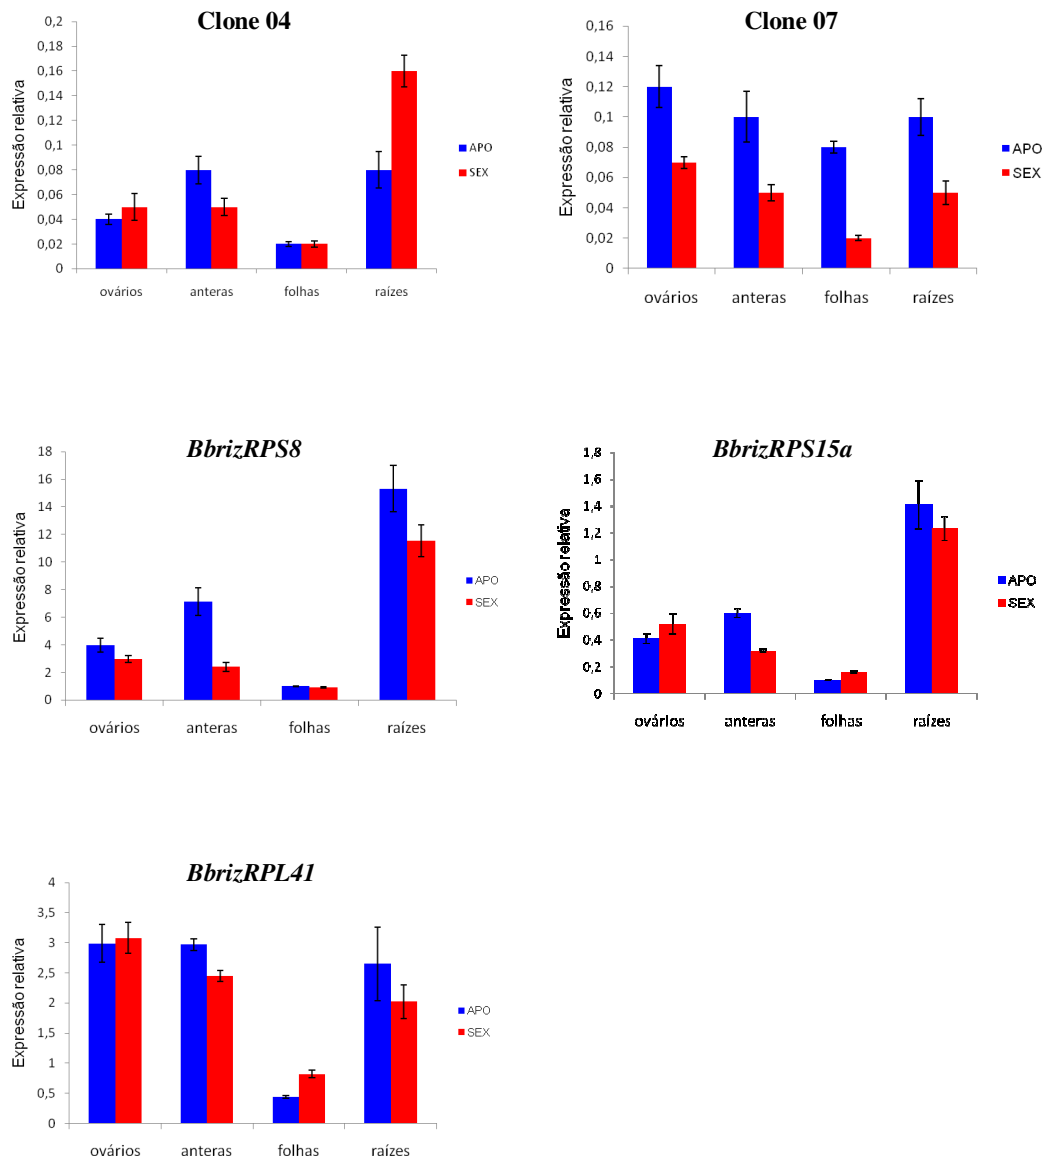 Clone 04
Expressão relativa
0,2
0,18
0,16
0,14
0,12
0,1
0,08
0,06
0,04
0,02
0
ovários anteras folhas raízes
APO
SEX
Clone 07
Expressão relativa
0,16
0,14
0,12
0,1
0,08
0,06
0,04
0,02
0
ovários anteras folhas raízes
APO
SEX
BbrizRPS8
Expressão relativa
18
16
14
12
10
8
6
4
2
0
ovários anteras folhas raízes
APO
SEX
BbrizRPS15a
Expressão relativa
1,8
1,6
1,4
1,2
1
0,8
0,6
0,4
0,2
0
ovários anteras folhas raízes
APO
SEX
BbrizRPL41
Expressão relativa
4
3,5
3
2,5
2
1,5
1
0,5
0
ovários anteras folhas raízes
APO
SEX